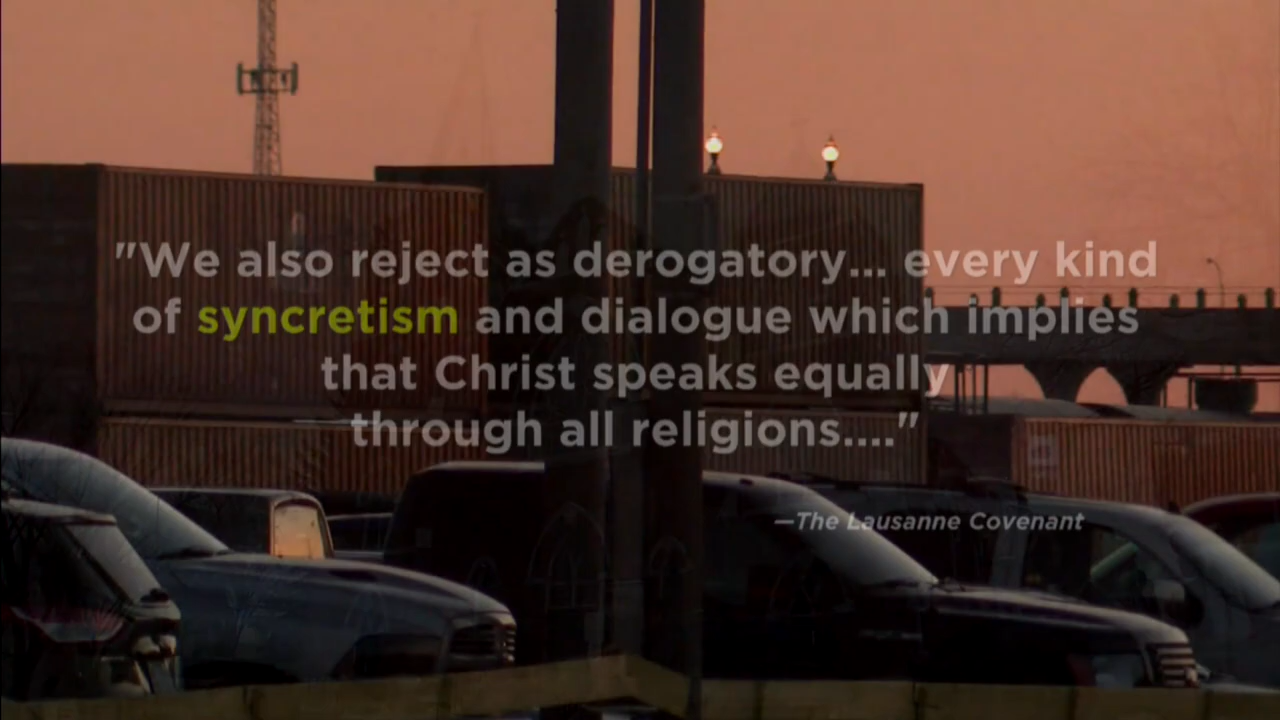 "We also reject as derogatory... every kind
of syncretism and dialogue which implies
that Christ speaks equally
through all religions...."
—The Lausanne Covenant